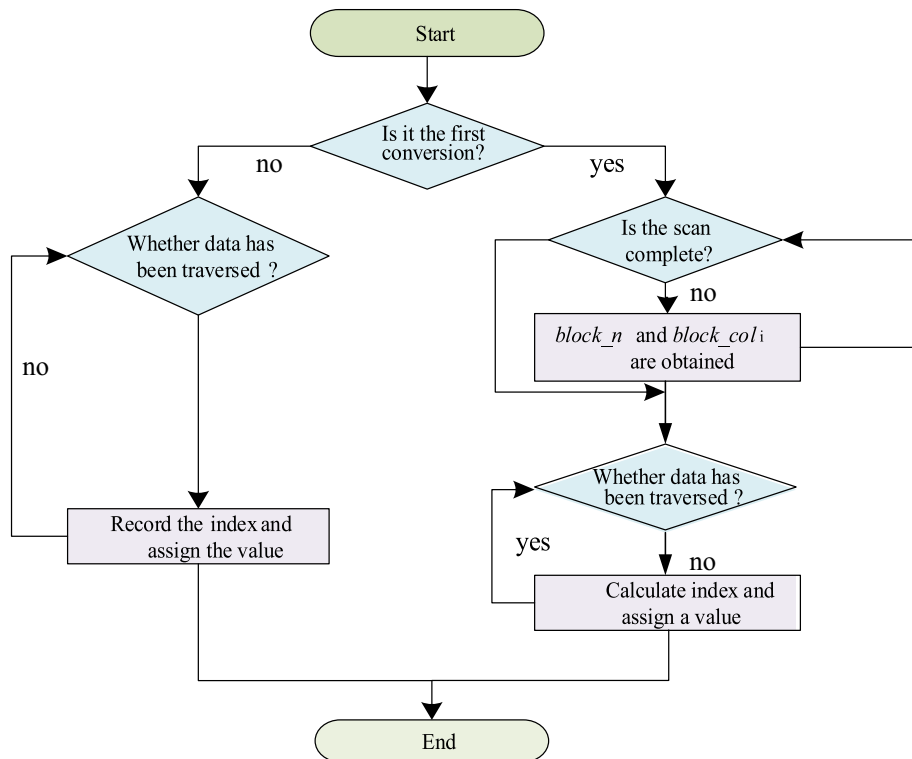 Start
Is it the first
conversion?
no
yes
Whether data has
been traversed ?
Is the scan
complete?
no
block_n and block_col i
are obtained
no
Whether data has
been traversed ?
yes
no
Record the index and
assign the value
Calculate index and
assign a value
End